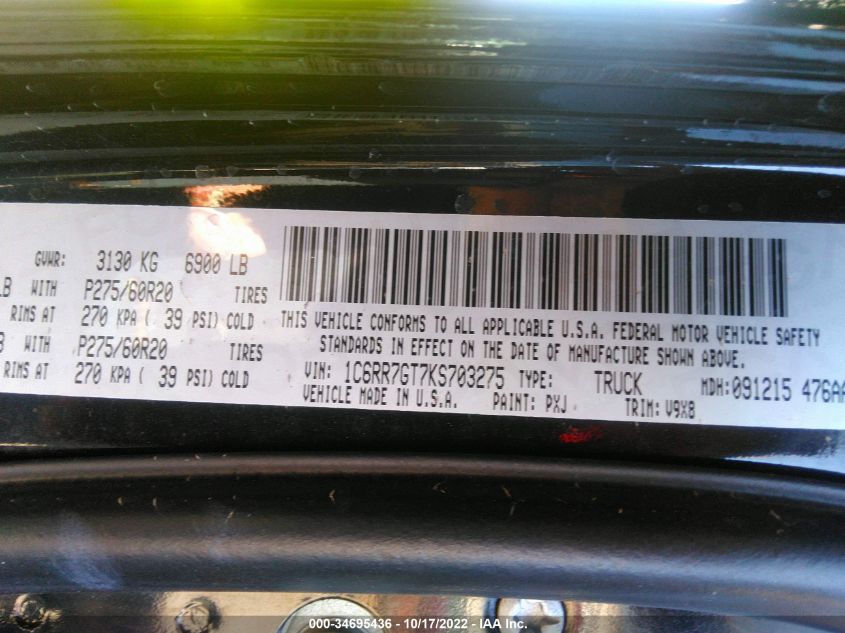 GVWR: 3130 KG 6900 LB
LB WITH P275/60R20 TIRES
RIMS AT 270 KPA ( 39 PSI) COLD
WITH P275/60R20 TIRES
RIMS AT 270 KPA ( 39 PSI) COLD
THIS VEHICLE CONFORMS TO ALL APPLICABLE U.S.A. FEDERAL MOTOR VEHICLE SAFETY
STANDARDS IN EFFECT ON THE DATE OF MANUFACTURE SHOWN ABOVE.
VIN: 1C6RR7GT7KS703275 TYPE: TRUCK MDH:091215 476AA
VEHICLE MADE IN U.S.A. PAINT: PXJ TRIM: V9X8
000-34695436 - 10/17/2022 - IAA Inc.